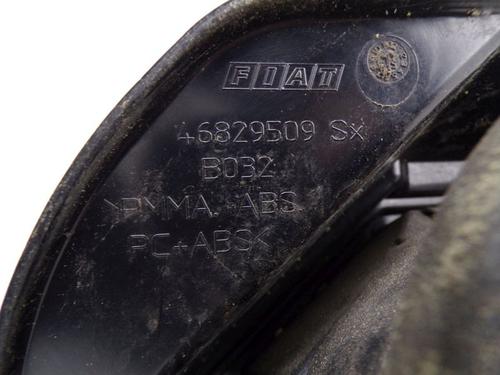 FIAT
46829509 Sx
B032
>PMMA. ABS
PC+ABS<